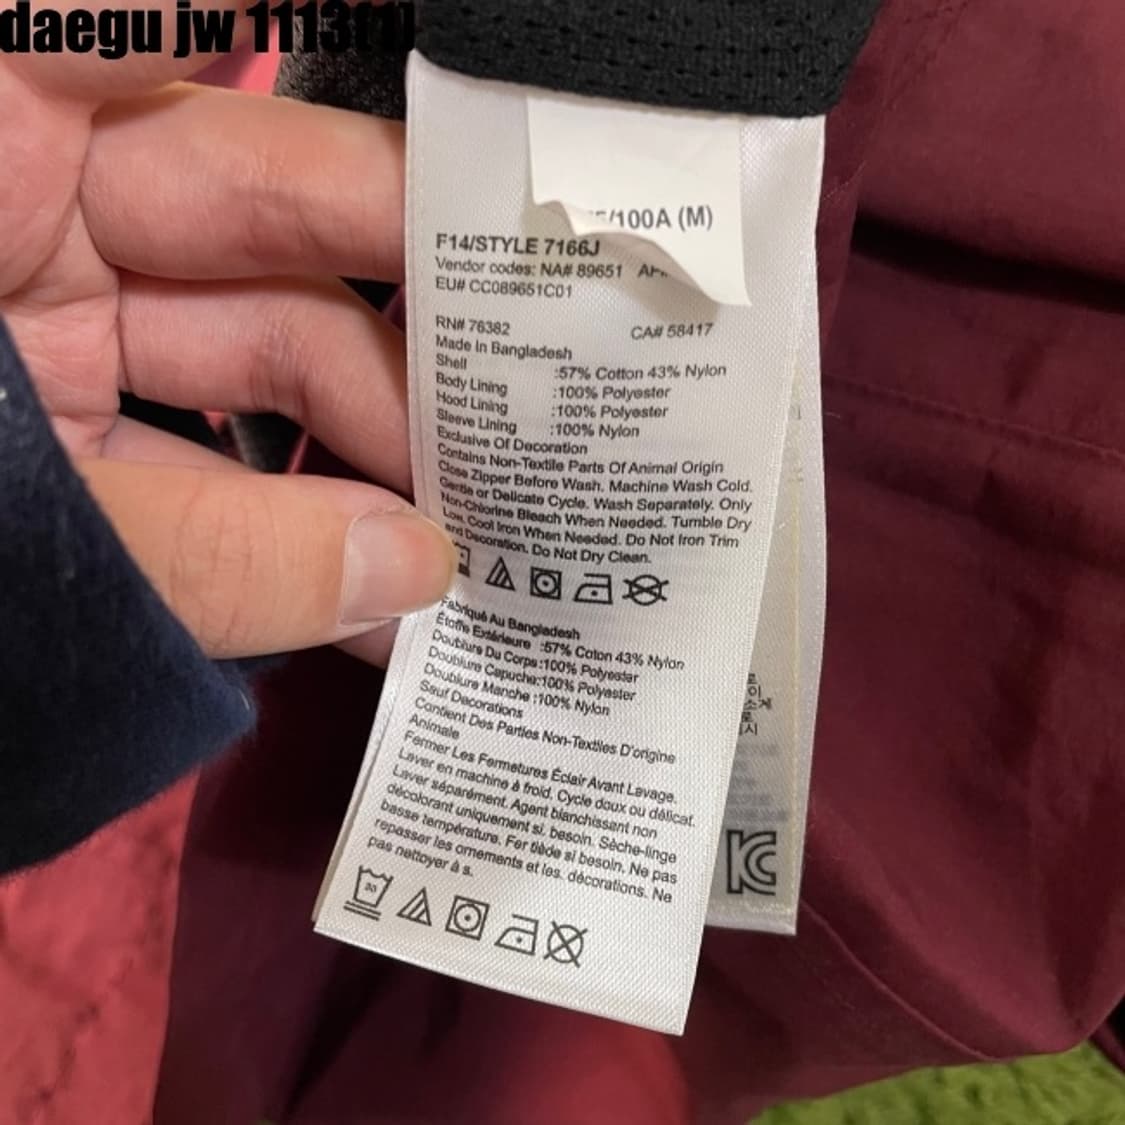 daegu jw 1113(1)
/100A (M)
F14/STYLE 7166J
Vendor codes: NA# 89651
EU# CC089651C01
RN# 76382 CA# 58417
Made In Bangladesh
Shell :57% Cotton 43% Nylon
Body Lining :100% Polyester
Hood Lining :100% Polyester
Sleeve Lining :100% Nylon
Exclusive Of Decoration
Contains Non-Textile Parts Of Animal Origin
Close Zipper Before Wash. Machine Wash Cold.
Gentle or Delicate Cycle. Wash Separately. Only
Non-Chlorine Bleach When Needed. Tumble Dry
Low. Cool Iron When Needed. Do Not Iron Trim
and Decoration. Do Not Dry Clean.
Fabriqué Au Bangladesh
Étoffe Extérieure :57% Coton 43% Nylon
Doublure Du Corps:100% Polyester
Doublure Capuche:100% Polyester
Doublure Manche :100% Nylon
Sauf Decorations
Contient Des Parties Non-Textiles D'origine
Animale
Fermer Les Fermetures Éclair Avant Lavage.
Laver en machine à froid. Cycle doux ou délicat.
Laver séparément. Agent blanchissant non
décolorant uniquement si. besoin. Sèche-linge
basse température. Fer tiède si besoin. Ne pas
repasser les ornements et les. décorations. Ne
pas nettoyer à s.
30
KC